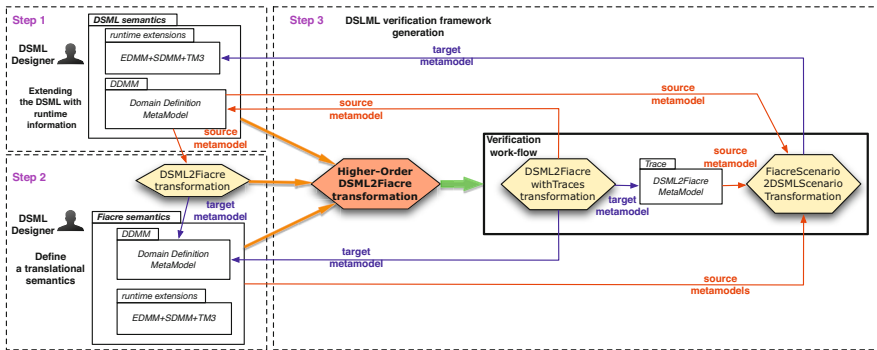 Step 1
DSML semantics
runtime extensions
EDMM+SDMM+TM3
DSML
Designer
DDMM
Domain Definition
MetaModel
Extending
the DSML with
runtime
information
source
metamodel
Step 2
DSML2Fiacre
transformation
target
metamodel
DSML
Designer
Fiacre semantics
DDMM
Domain Definition
MetaModel
Define
a translational
semantics
runtime extensions
EDMM+SDMM+TM3
Step 3
DSLML verification framework
generation
target
metamodel
source
metamodel
source
metamodel
Higher-Order
DSML2Fiacre
transformation
Verification
work-flow
DSML2Fiacre
withTraces
transformation
Trace
DSML2Fiacre
MetaModel
source
metamodel
target
metamodel
FiacreScenario
2DSMLScenario
Transformation
target
metamodel
source
metamodels